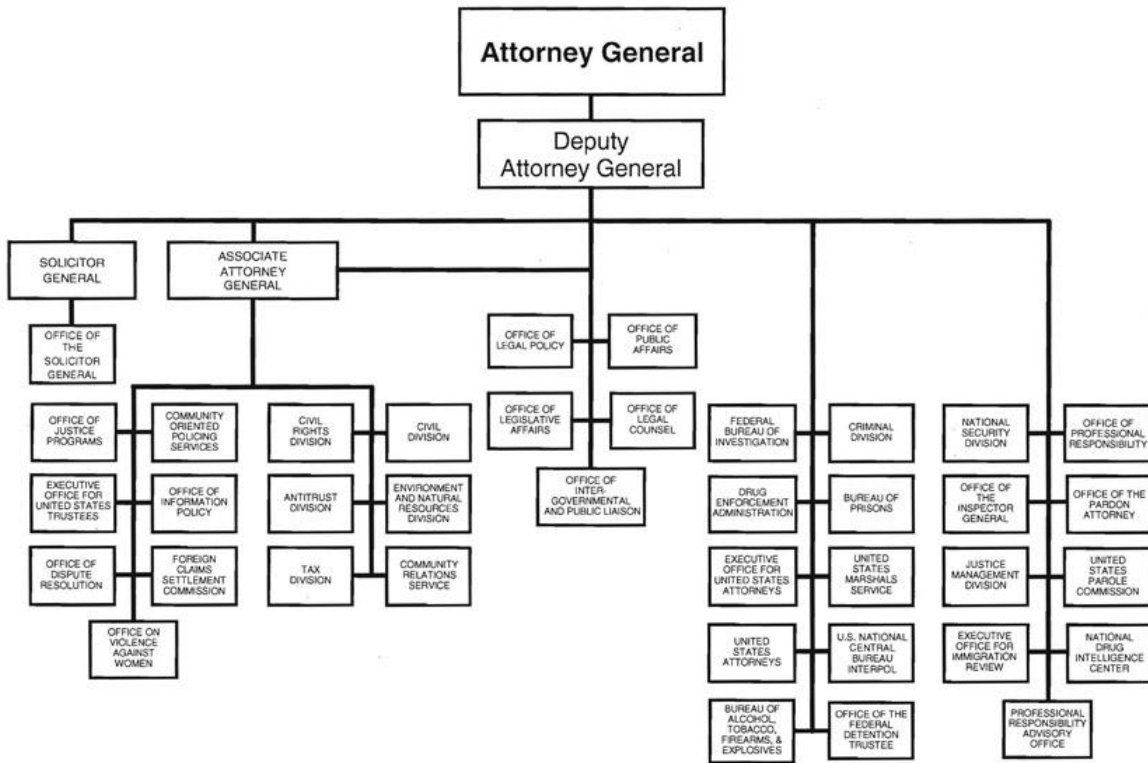 Attorney General
Deputy
Attorney General
SOLICITOR
GENERAL
ASSOCIATE
ATTORNEY
GENERAL
OFFICE OF
THE
SOLICITOR
GENERAL
OFFICE OF
LEGAL POLICY
OFFICE OF
PUBLIC
AFFAIRS
OFFICE OF
LEGISLATIVE
AFFAIRS
OFFICE OF
LEGAL
COUNSEL
OFFICE OF
INTER-
GOVERNMENTAL
AND PUBLIC LIAISON
OFFICE OF
JUSTICE
PROGRAMS
COMMUNITY
ORIENTED
POLICING
SERVICES
EXECUTIVE
OFFICE FOR
UNITED STATES
TRUSTEES
OFFICE OF
INFORMATION
POLICY
OFFICE OF
DISPUTE
RESOLUTION
FOREIGN
CLAIMS
SETTLEMENT
COMMISSION
OFFICE ON
VIOLENCE
AGAINST
WOMEN
CIVIL
RIGHTS
DIVISION
CIVIL
DIVISION
ANTITRUST
DIVISION
ENVIRONMENT
AND NATURAL
RESOURCES
DIVISION
TAX
DIVISION
COMMUNITY
RELATIONS
SERVICE
FEDERAL
BUREAU OF
INVESTIGATION
CRIMINAL
DIVISION
DRUG
ENFORCEMENT
ADMINISTRATION
BUREAU OF
PRISONS
EXECUTIVE
OFFICE FOR
UNITED STATES
ATTORNEYS
UNITED
STATES
MARSHALS
SERVICE
UNITED
STATES
ATTORNEYS
U.S. NATIONAL
CENTRAL
BUREAU
INTERPOL
BUREAU OF
ALCOHOL,
TOBACCO,
FIREARMS, &
EXPLOSIVES
OFFICE OF THE
FEDERAL
DETENTION
TRUSTEE
NATIONAL
SECURITY
DIVISION
OFFICE OF
PROFESSIONAL
RESPONSIBILITY
OFFICE OF
THE
INSPECTOR
GENERAL
OFFICE OF THE
PARDON
ATTORNEY
JUSTICE
MANAGEMENT
DIVISION
UNITED
STATES
PAROLE
COMMISSION
EXECUTIVE
OFFICE FOR
IMMIGRATION
REVIEW
NATIONAL
DRUG
INTELLIGENCE
CENTER
PROFESSIONAL
RESPONSIBILITY
ADVISORY
OFFICE